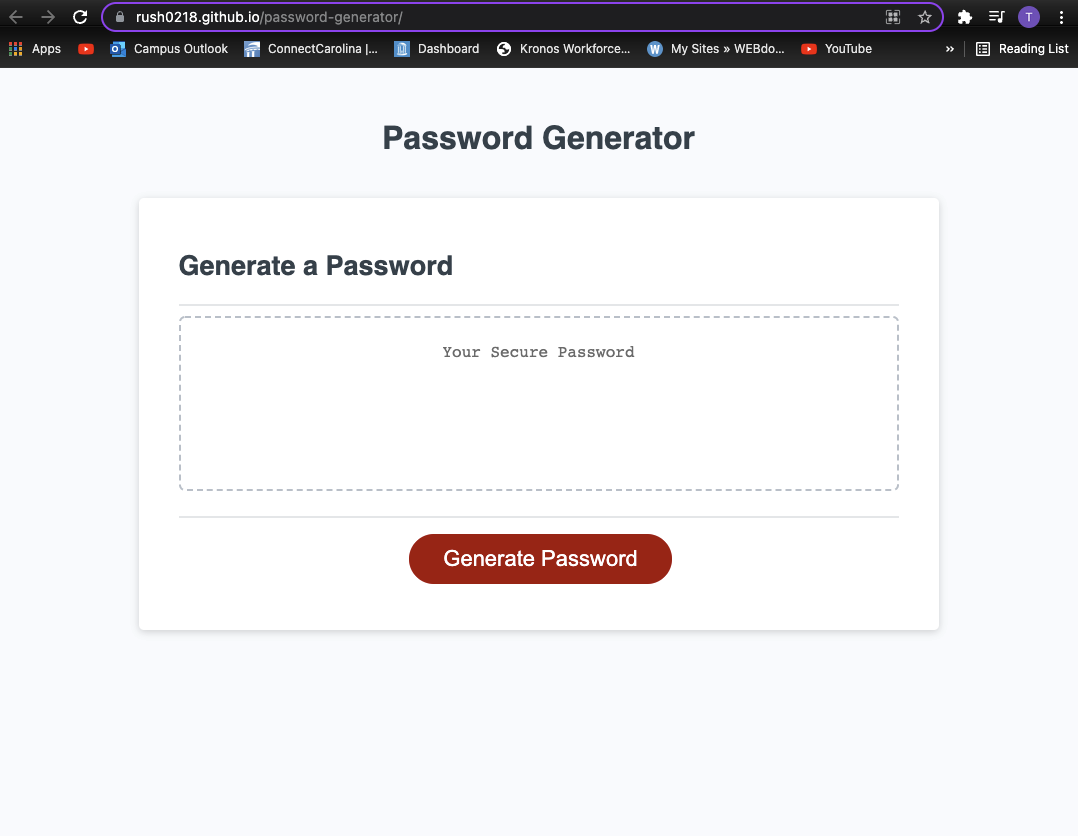 rush0218.github.io/password-generator/
T
Apps Campus Outlook ConnectCarolina |... Dashboard Kronos Workforce... My Sites » WEBdo... YouTube » Reading List
Password Generator
Generate a Password
Your Secure Password
Generate Password